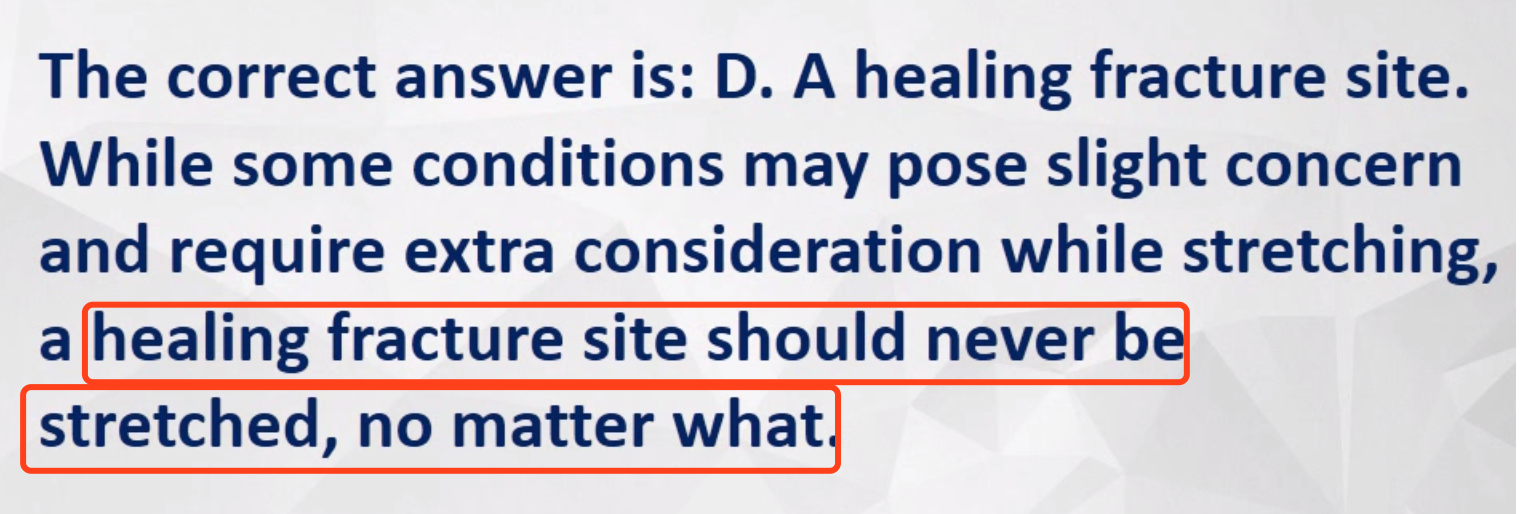 The correct answer is: D. A healing fracture site.
While some conditions may pose slight concern
and require extra consideration while stretching,
a healing fracture site should never be
stretched, no matter what.